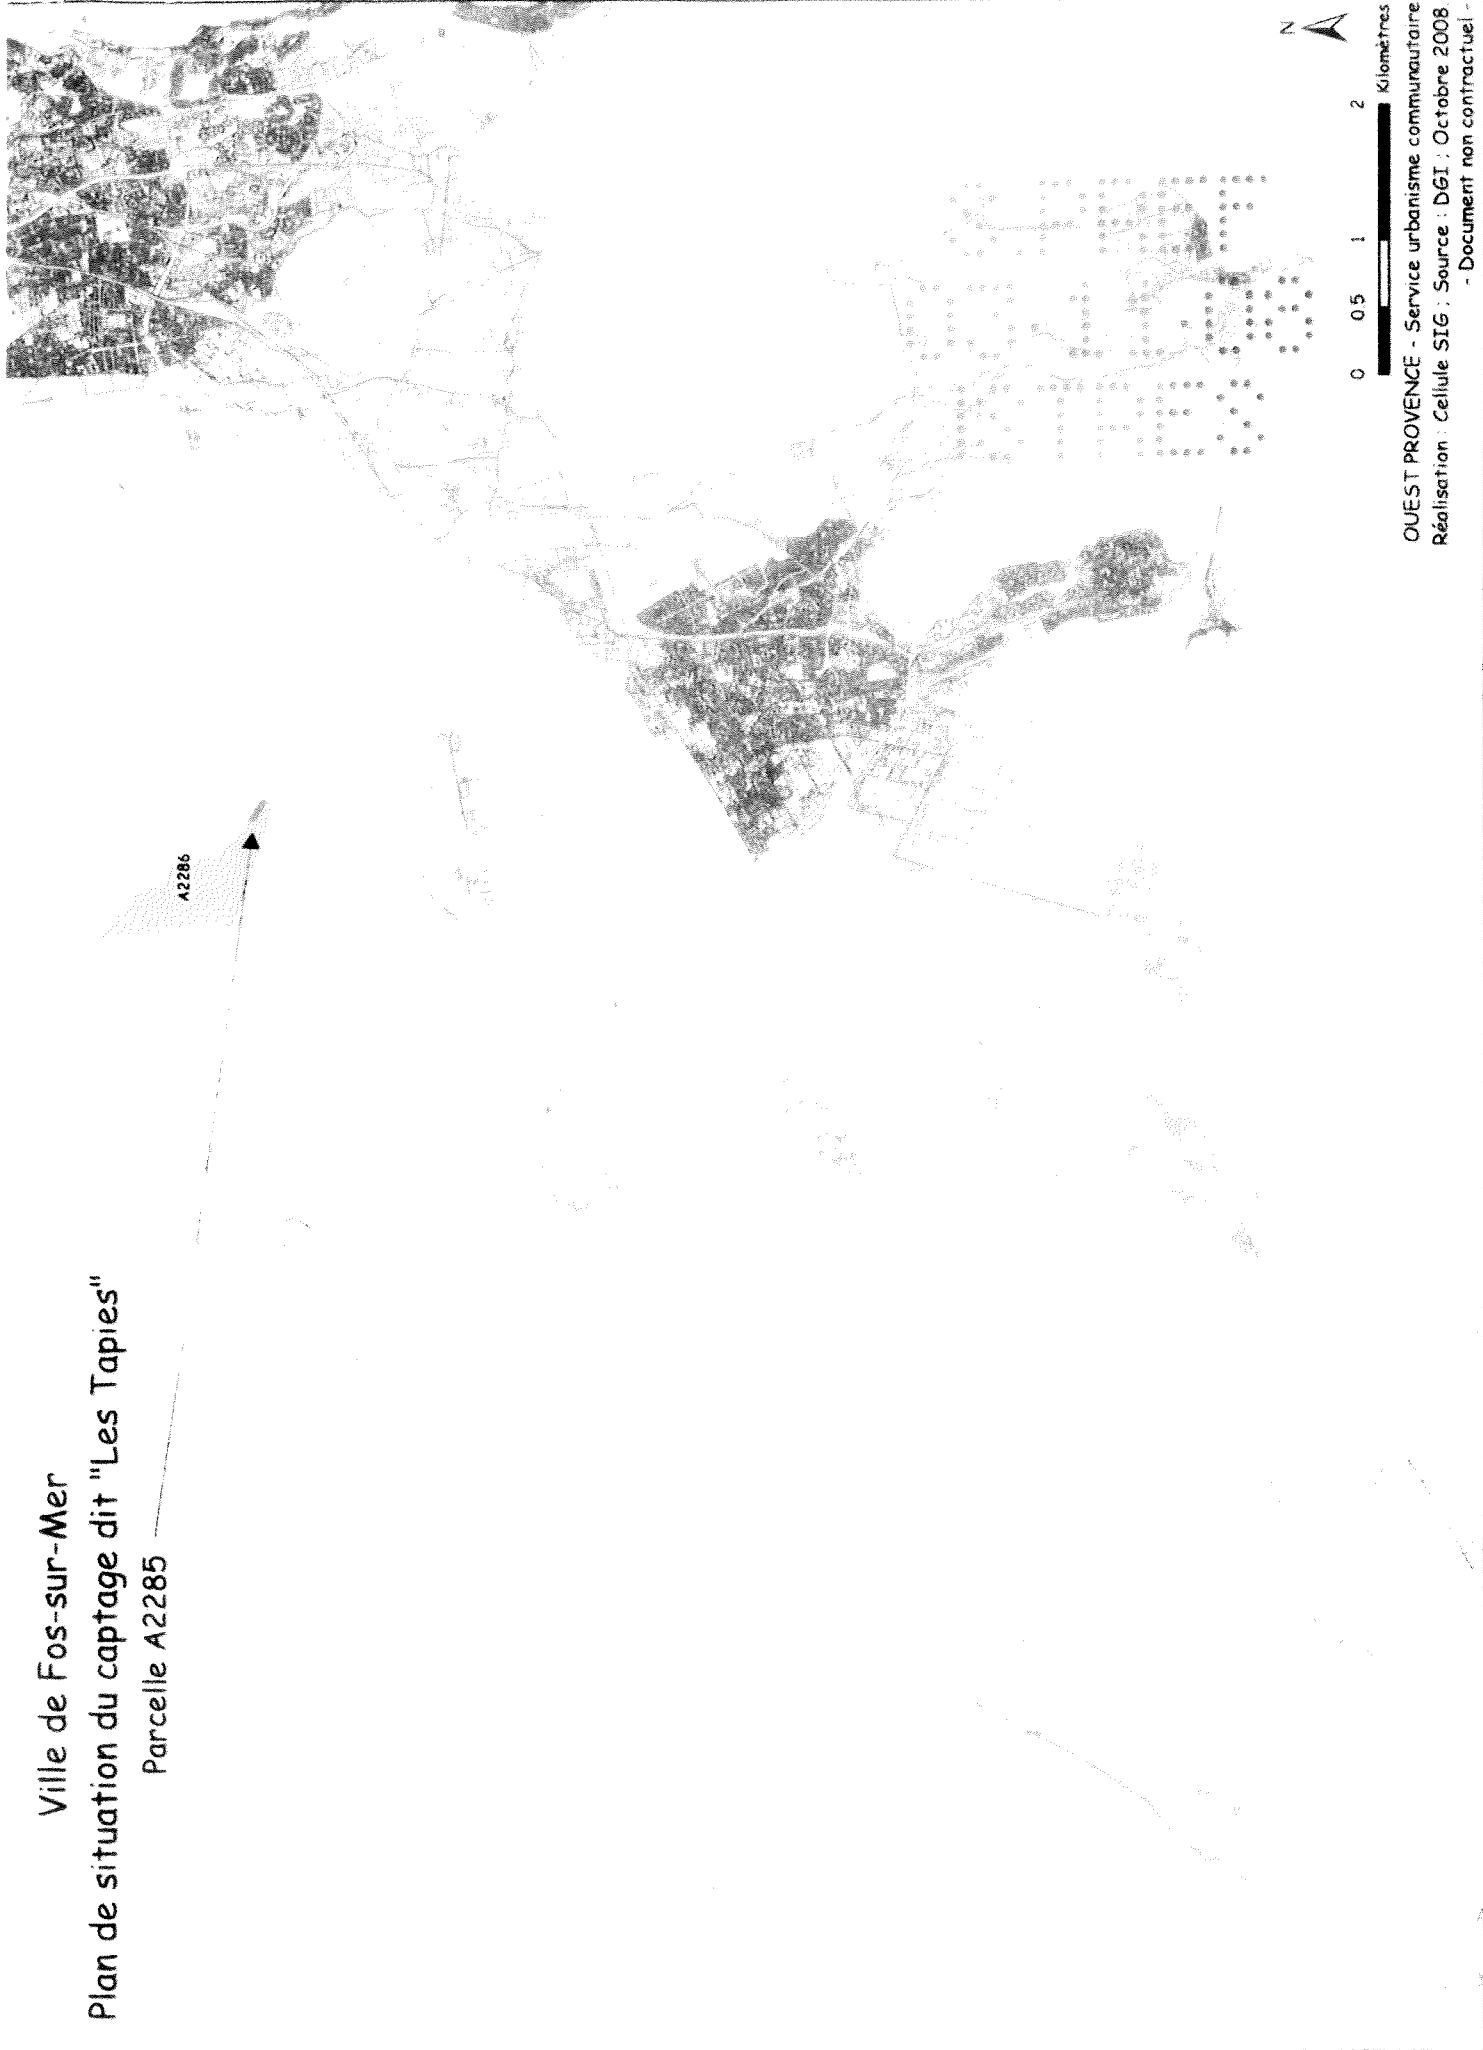 Ville de Fos-sur-Mer
Plan de situation du captage dit "Les Tapies"
Parcelle A2285
A2286
N
0 0.5 1 2 Kilomètres
OUEST PROVENCE - Service urbanisme communautaire
Réalisation : Cellule SIG ; Source : DGI ; Octobre 2008
- Document non contractuel -